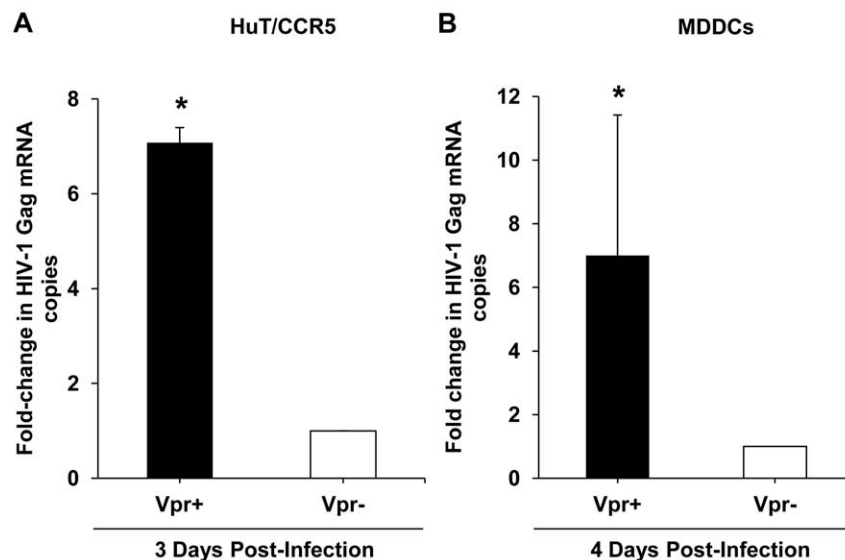 A
HuT/CCR5
Fold-change in HIV-1 Gag mRNA
copies
8
6
4
2
0
*
Vpr+
Vpr-
3 Days Post-Infection
B
MDDCs
Fold change in HIV-1 Gag mRNA
copies
12
10
8
6
4
2
0
*
Vpr+
Vpr-
4 Days Post-Infection